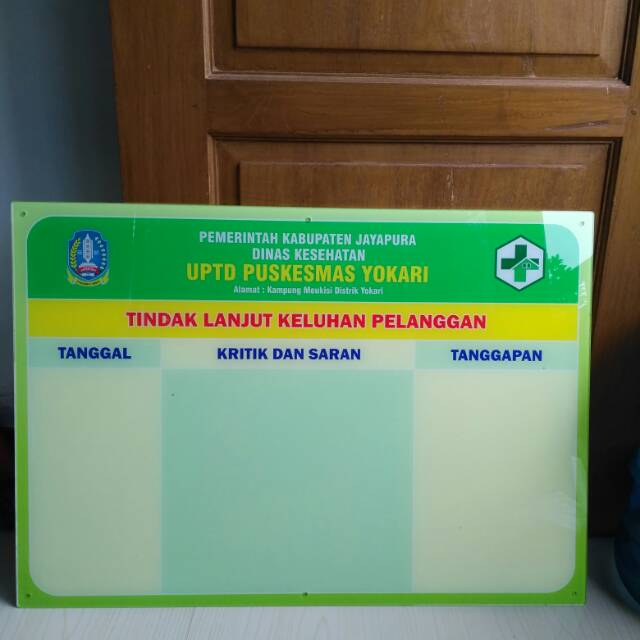 PEMERINTAH KABUPATEN JAYAPURA
DINAS KESEHATAN
UPTD PUSKESMAS YOKARI
Alamat : Kampung Meukisi Distrik Yokari
TINDAK LANJUT KELUHAN PELANGGAN
TANGGAL
KRITIK DAN SARAN
TANGGAPAN